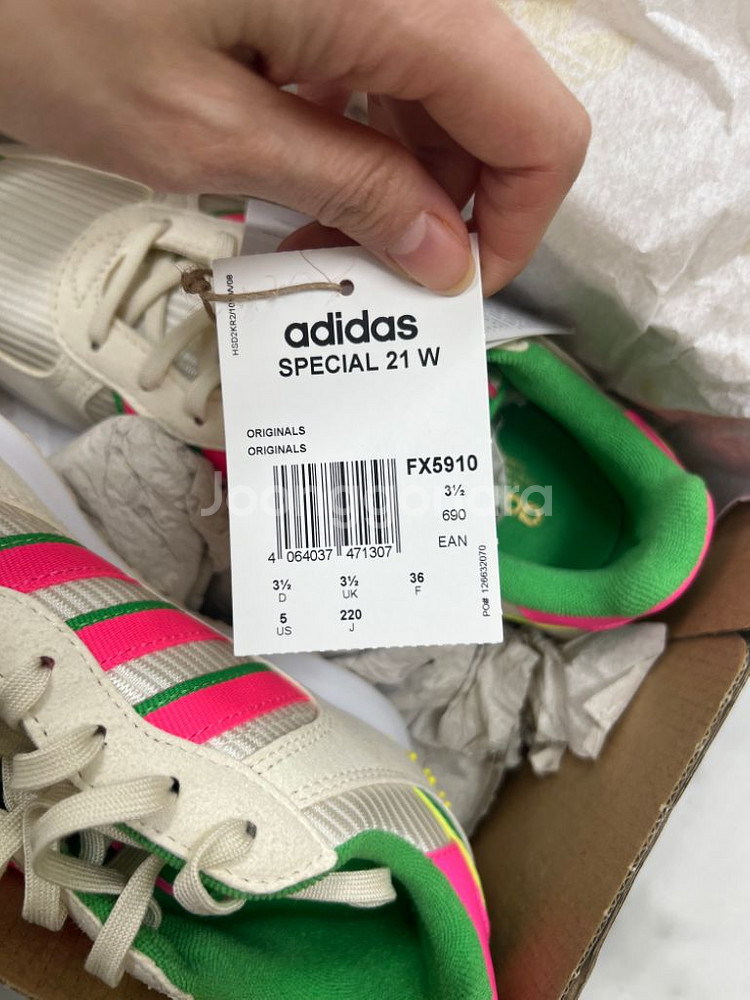 adidas
SPECIAL 21 W
ORIGINALS
ORIGINALS
FX5910
3½
690
EAN
4 064037 471307
3½ D
3½ UK
36 F
5 US
220 J
PO# 126632070
Joonggonara